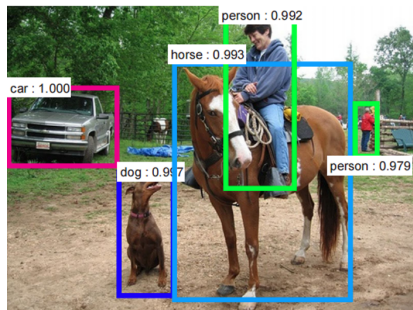 person : 0.992
horse : 0.993
car : 1.000
dog : 0.997
person : 0.979